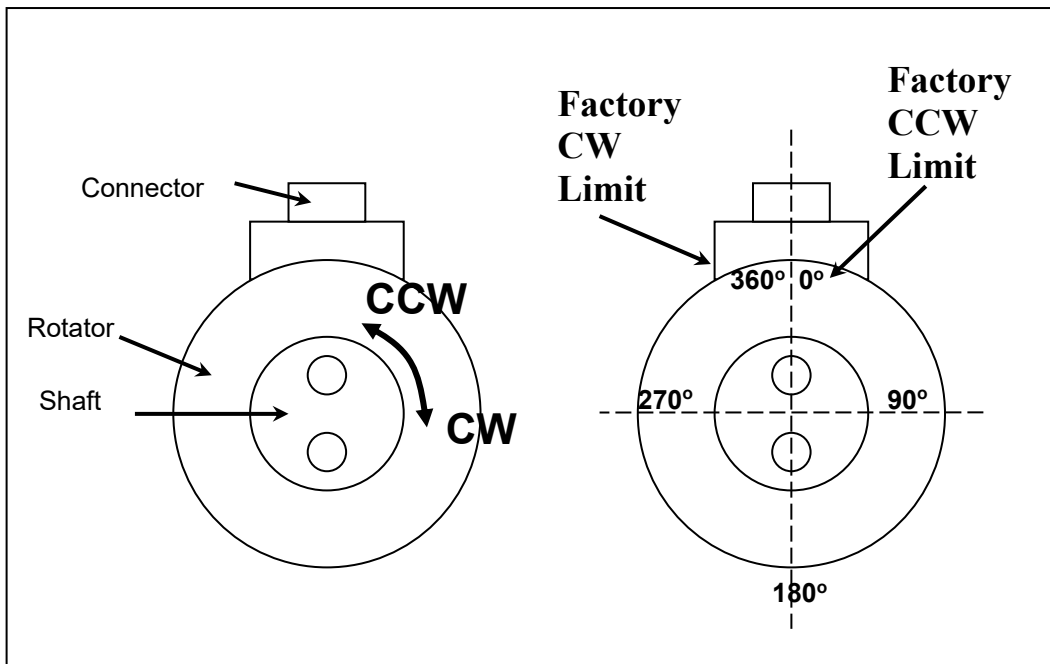 Connector
Rotator
Shaft
CCW
CW
Factory
CW
Limit
Factory
CCW
Limit
360º 0º
270º
90º
180º